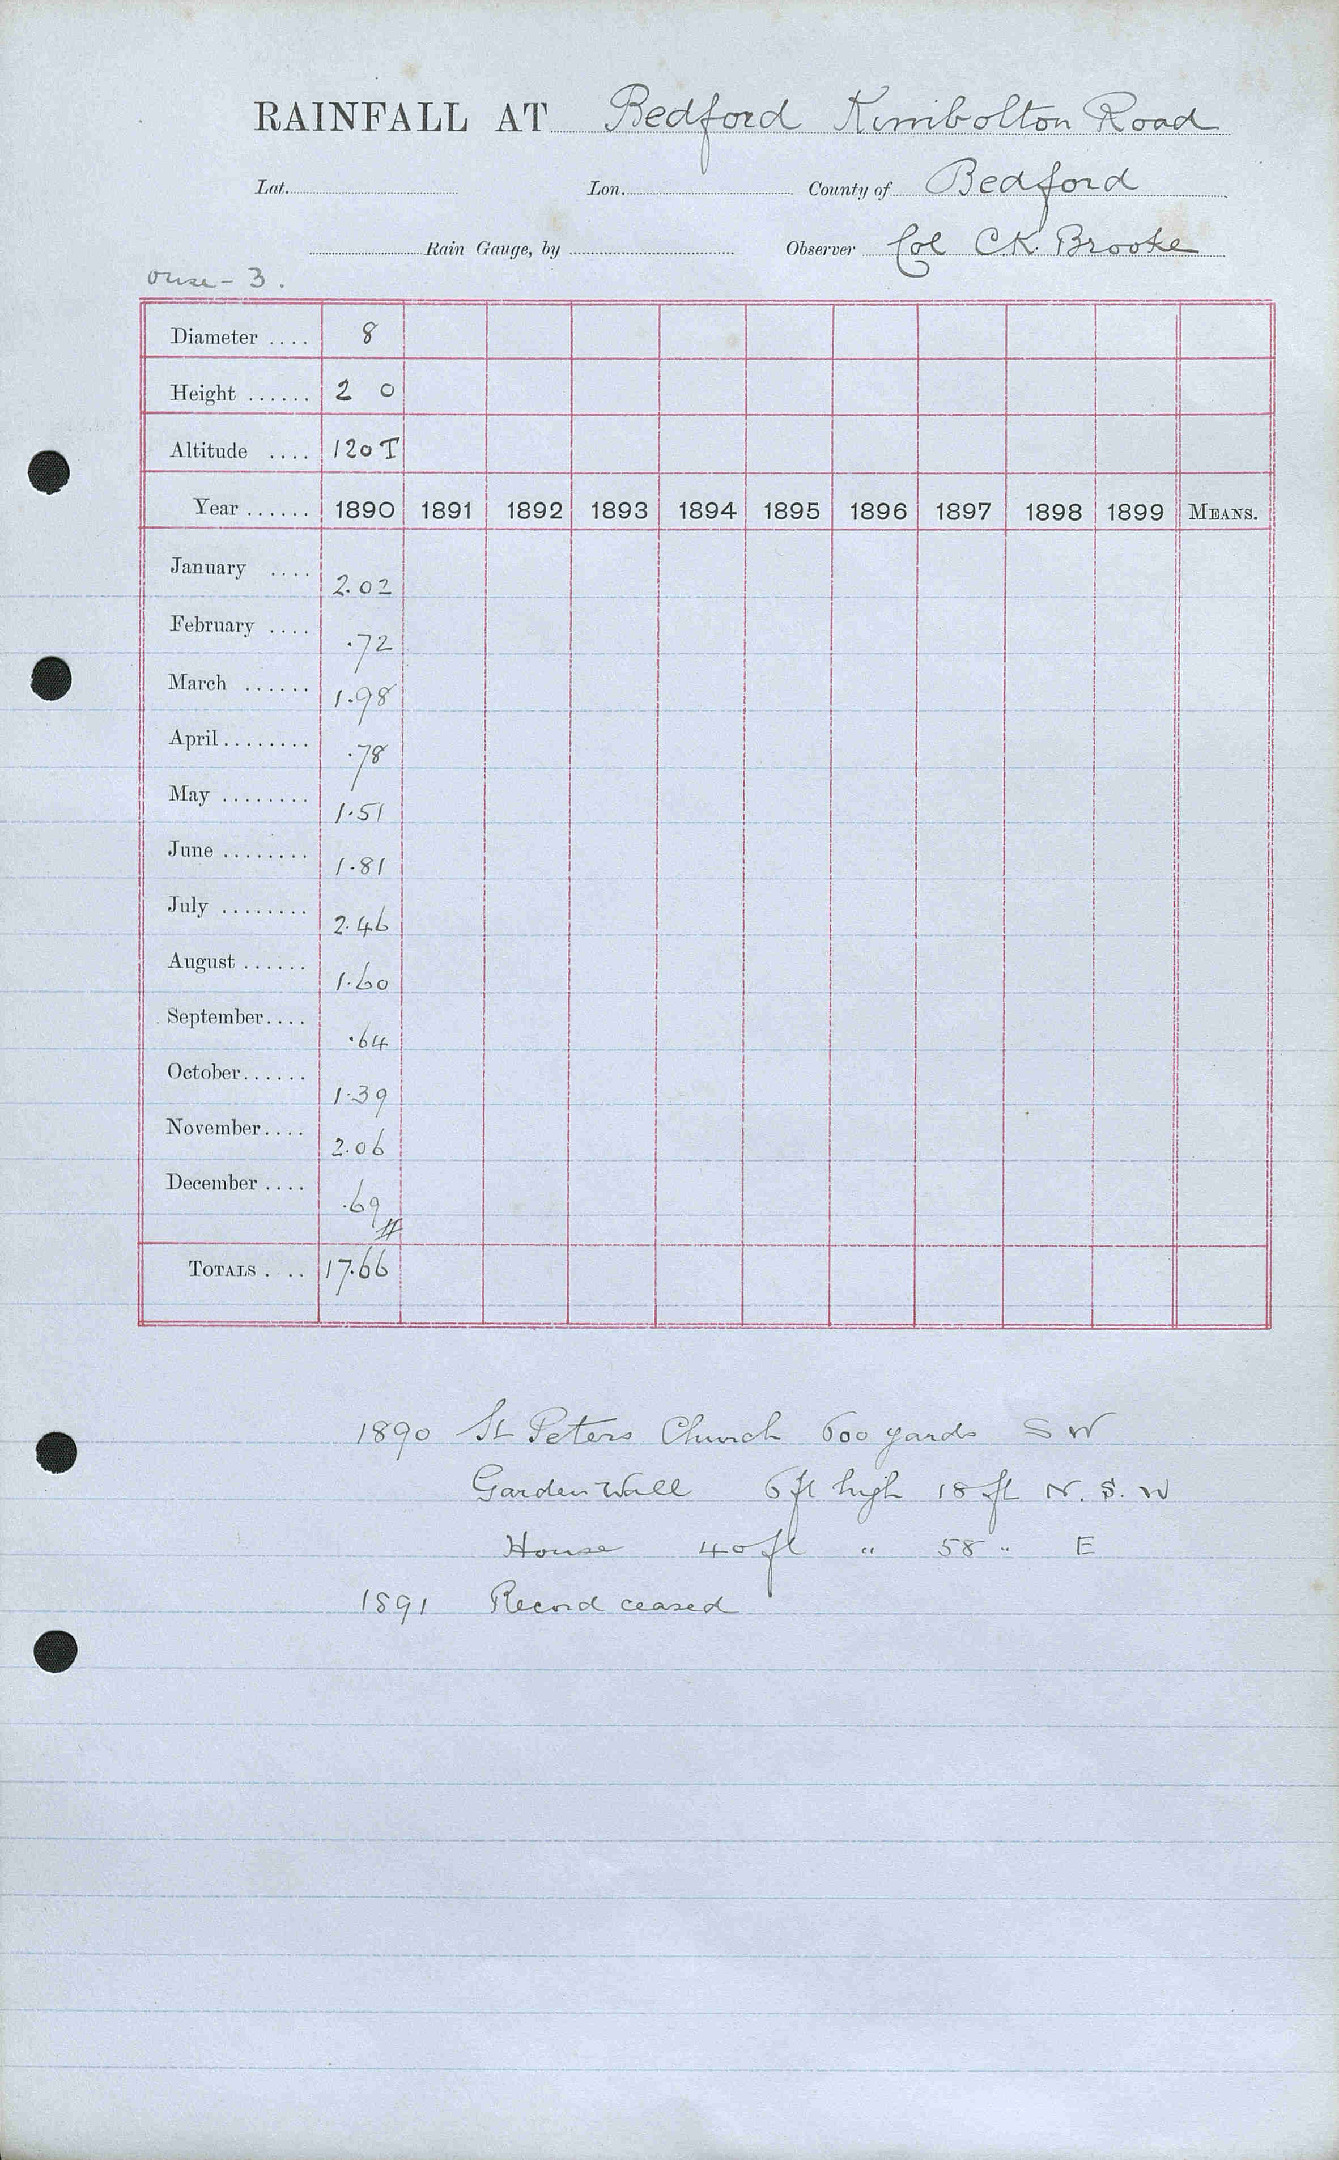 RAINFALL AT Bedford Kimbolton Road
Lat. Lon. County of Bedford
Rain Gauge, by Observer Col C.K. Brooke
Ouse - 3.
Diameter .... 8
Height ...... 2 0
Altitude .... 120 T
Year ...... 1890 1891 1892 1893 1894 1895 1896 1897 1898 1899 MEANS.
January .... 2.02
February .... .72
March ...... 1.98
April ........ .78
May ........ 1.51
June ........ 1.81
July ........ 2.46
August ...... 1.60
September.... .64
October...... 1.39
November.... 2.06
December .... .69
TOTALS . .. 17.66
1890 St Peters Church 600 yards S W
Garden Wall 6 ft high 18 ft N. S. W
House 40 ft " 58 " E
1891 Record ceased